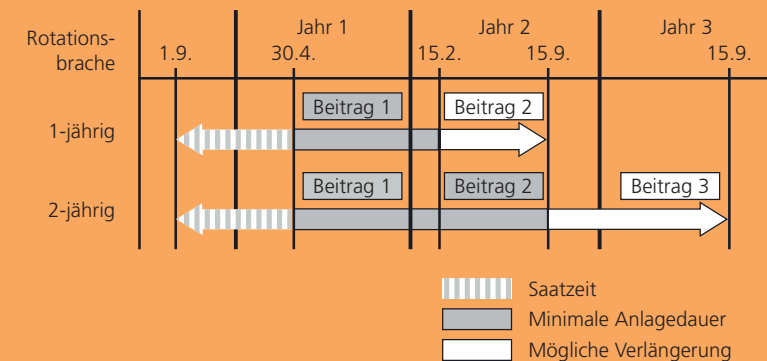 Jahr 1 Jahr 2 Jahr 3
Rotations-
brache
1.9. 30.4. 15.2. 15.9. 15.9.
Beitrag 1 Beitrag 2
1-jährig
Beitrag 1 Beitrag 2 Beitrag 3
2-jährig
Saatzeit
Minimale Anlagedauer
Mögliche Verlängerung